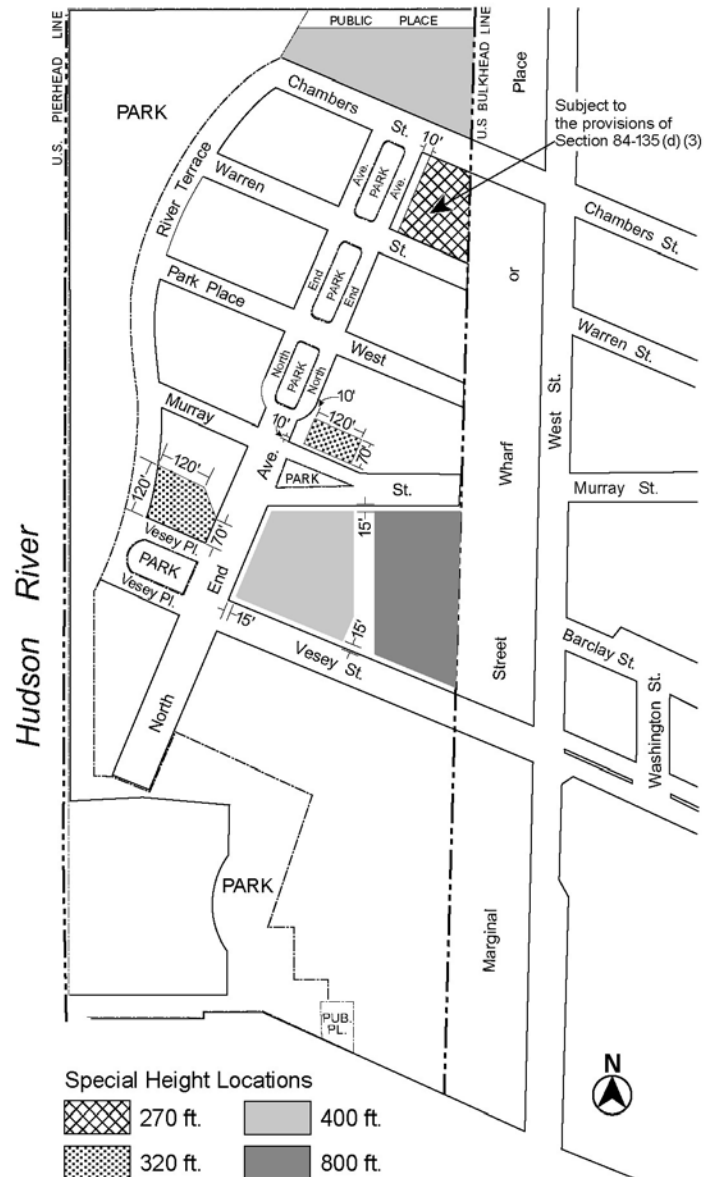 PUBLIC PLACE
U.S. PIERHEAD LINE
U.S BULKHEAD LINE
Place
PARK
Chambers
St.
Subject to
the provisions of
Section 84-135 (d) (3)
10'
Ave.
PARK
Ave.
River Terrace
Warren
St.
Chambers St.
or
End
PARK
End
Park Place
West
Warren St.
North
PARK
North
West St.
10'
120'
10'
70'
Murray
Ave.
PARK
St.
Wharf
Murray St.
120'
120'
70'
15'
Vesey Pl.
PARK
Vesey Pl.
End
15'
15'
Vesey St.
Street
Barclay St.
Washington St.
Hudson River
North
PARK
Marginal
PUB.
PL.
N
Special Height Locations
270 ft.
400 ft.
320 ft.
800 ft.